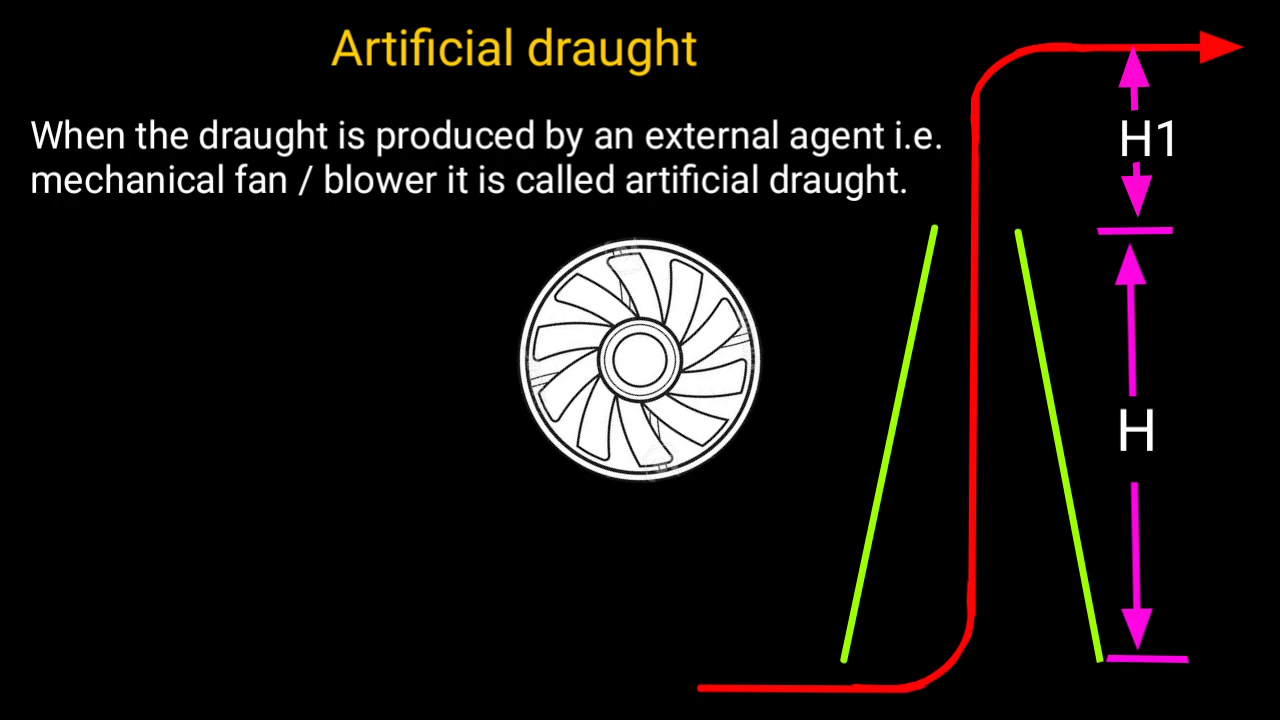 Artificial draught
When the draught is produced by an external agent i.e.
mechanical fan / blower it is called artificial draught.
H1
H